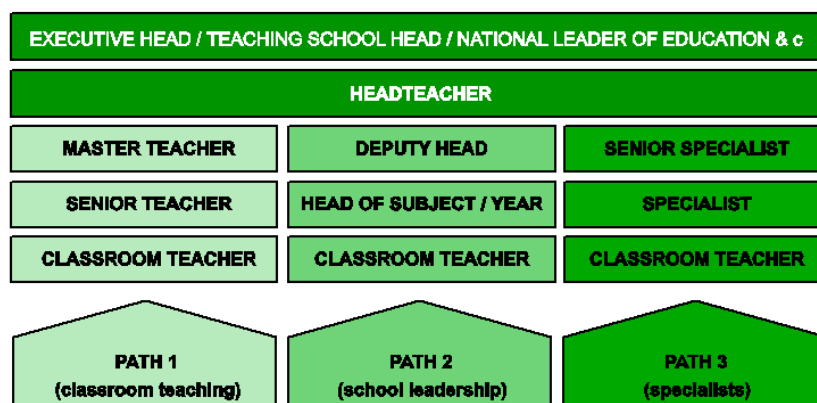 EXECUTIVE HEAD / TEACHING SCHOOL HEAD / NATIONAL LEADER OF EDUCATION & c
HEADTEACHER
MASTER TEACHER
DEPUTY HEAD
SENIOR SPECIALIST
SENIOR TEACHER
HEAD OF SUBJECT / YEAR
SPECIALIST
CLASSROOM TEACHER
CLASSROOM TEACHER
CLASSROOM TEACHER
PATH 1
(classroom teaching)
PATH 2
(school leadership)
PATH 3
(specialists)